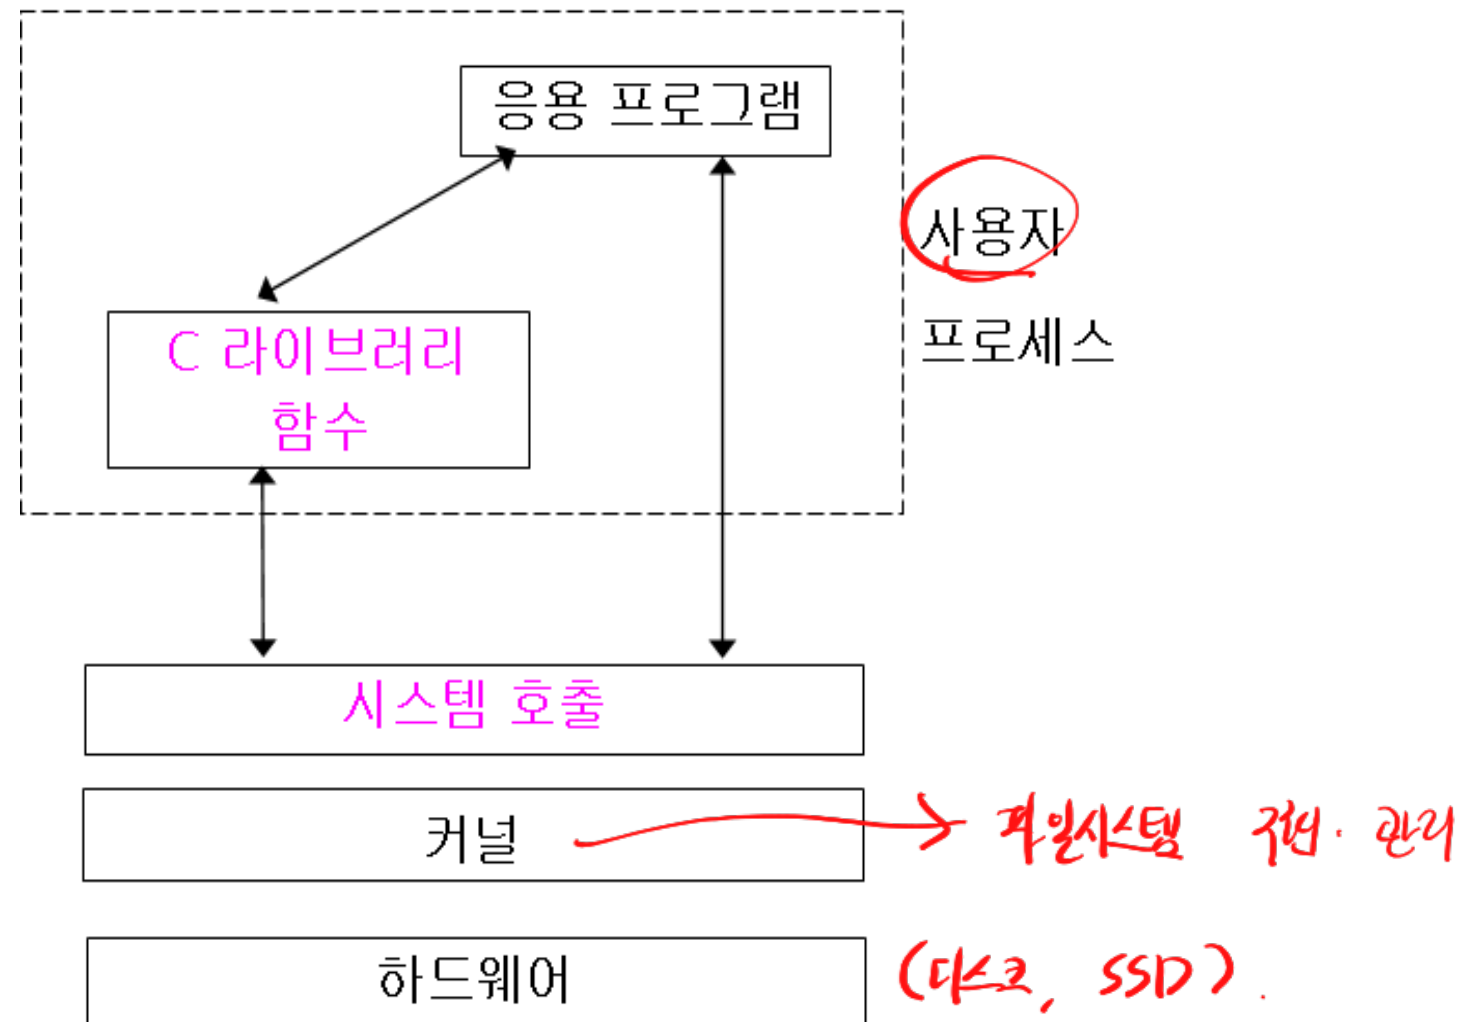 응용 프로그램
사용자
프로세스
C 라이브러리
함수
시스템 호출
커널
파일시스템 관리
하드웨어
(디스크, SSD).